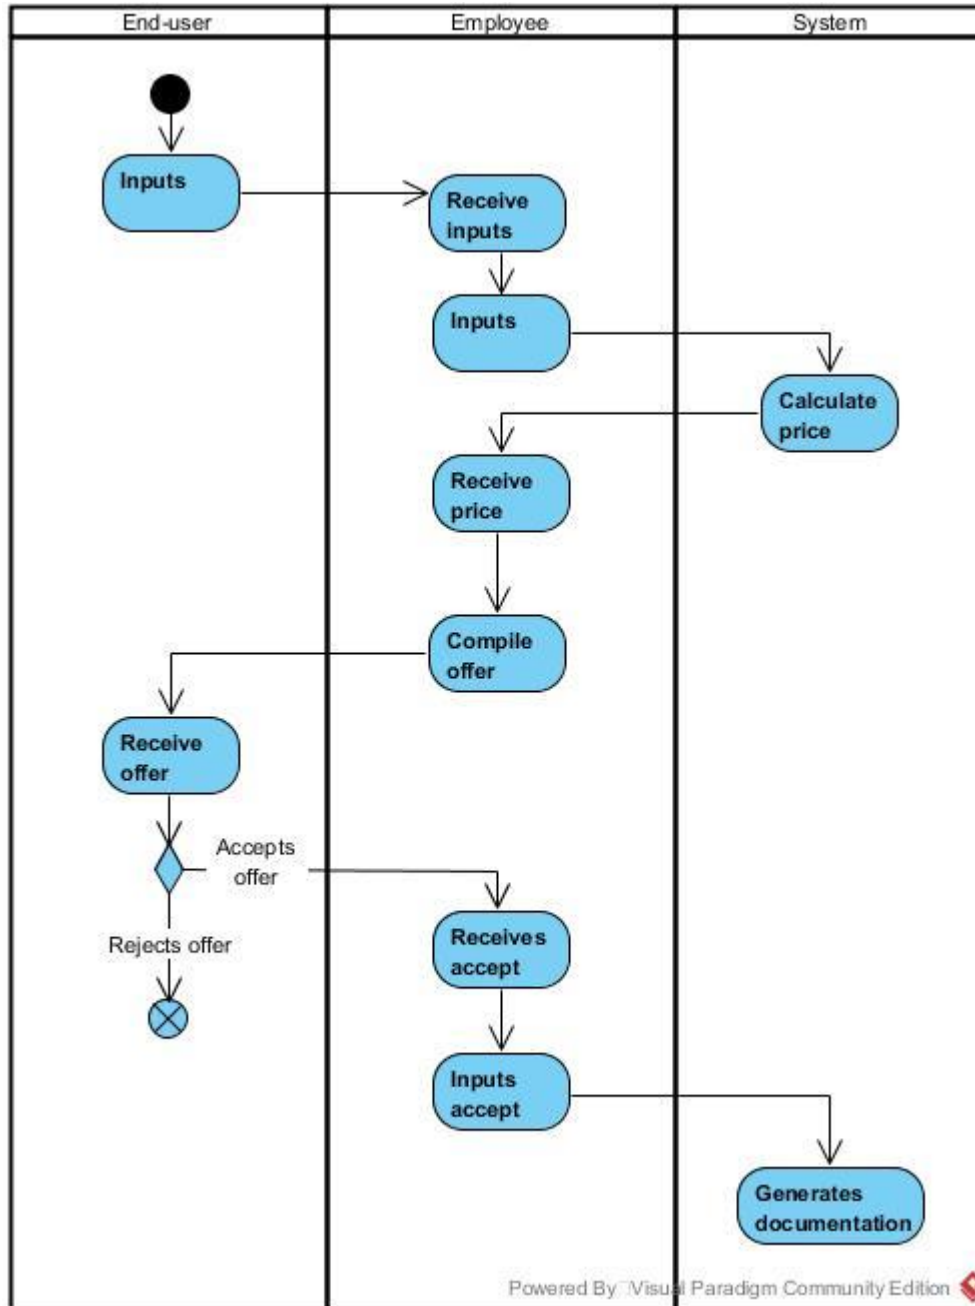 End-user
Employee
System
Inputs
Receive
inputs
Inputs
Calculate
price
Receive
price
Compile
offer
Receive
offer
Accepts
offer
Rejects offer
Receives
accept
Inputs
accept
Generates
documentation
Powered By Visual Paradigm Community Edition